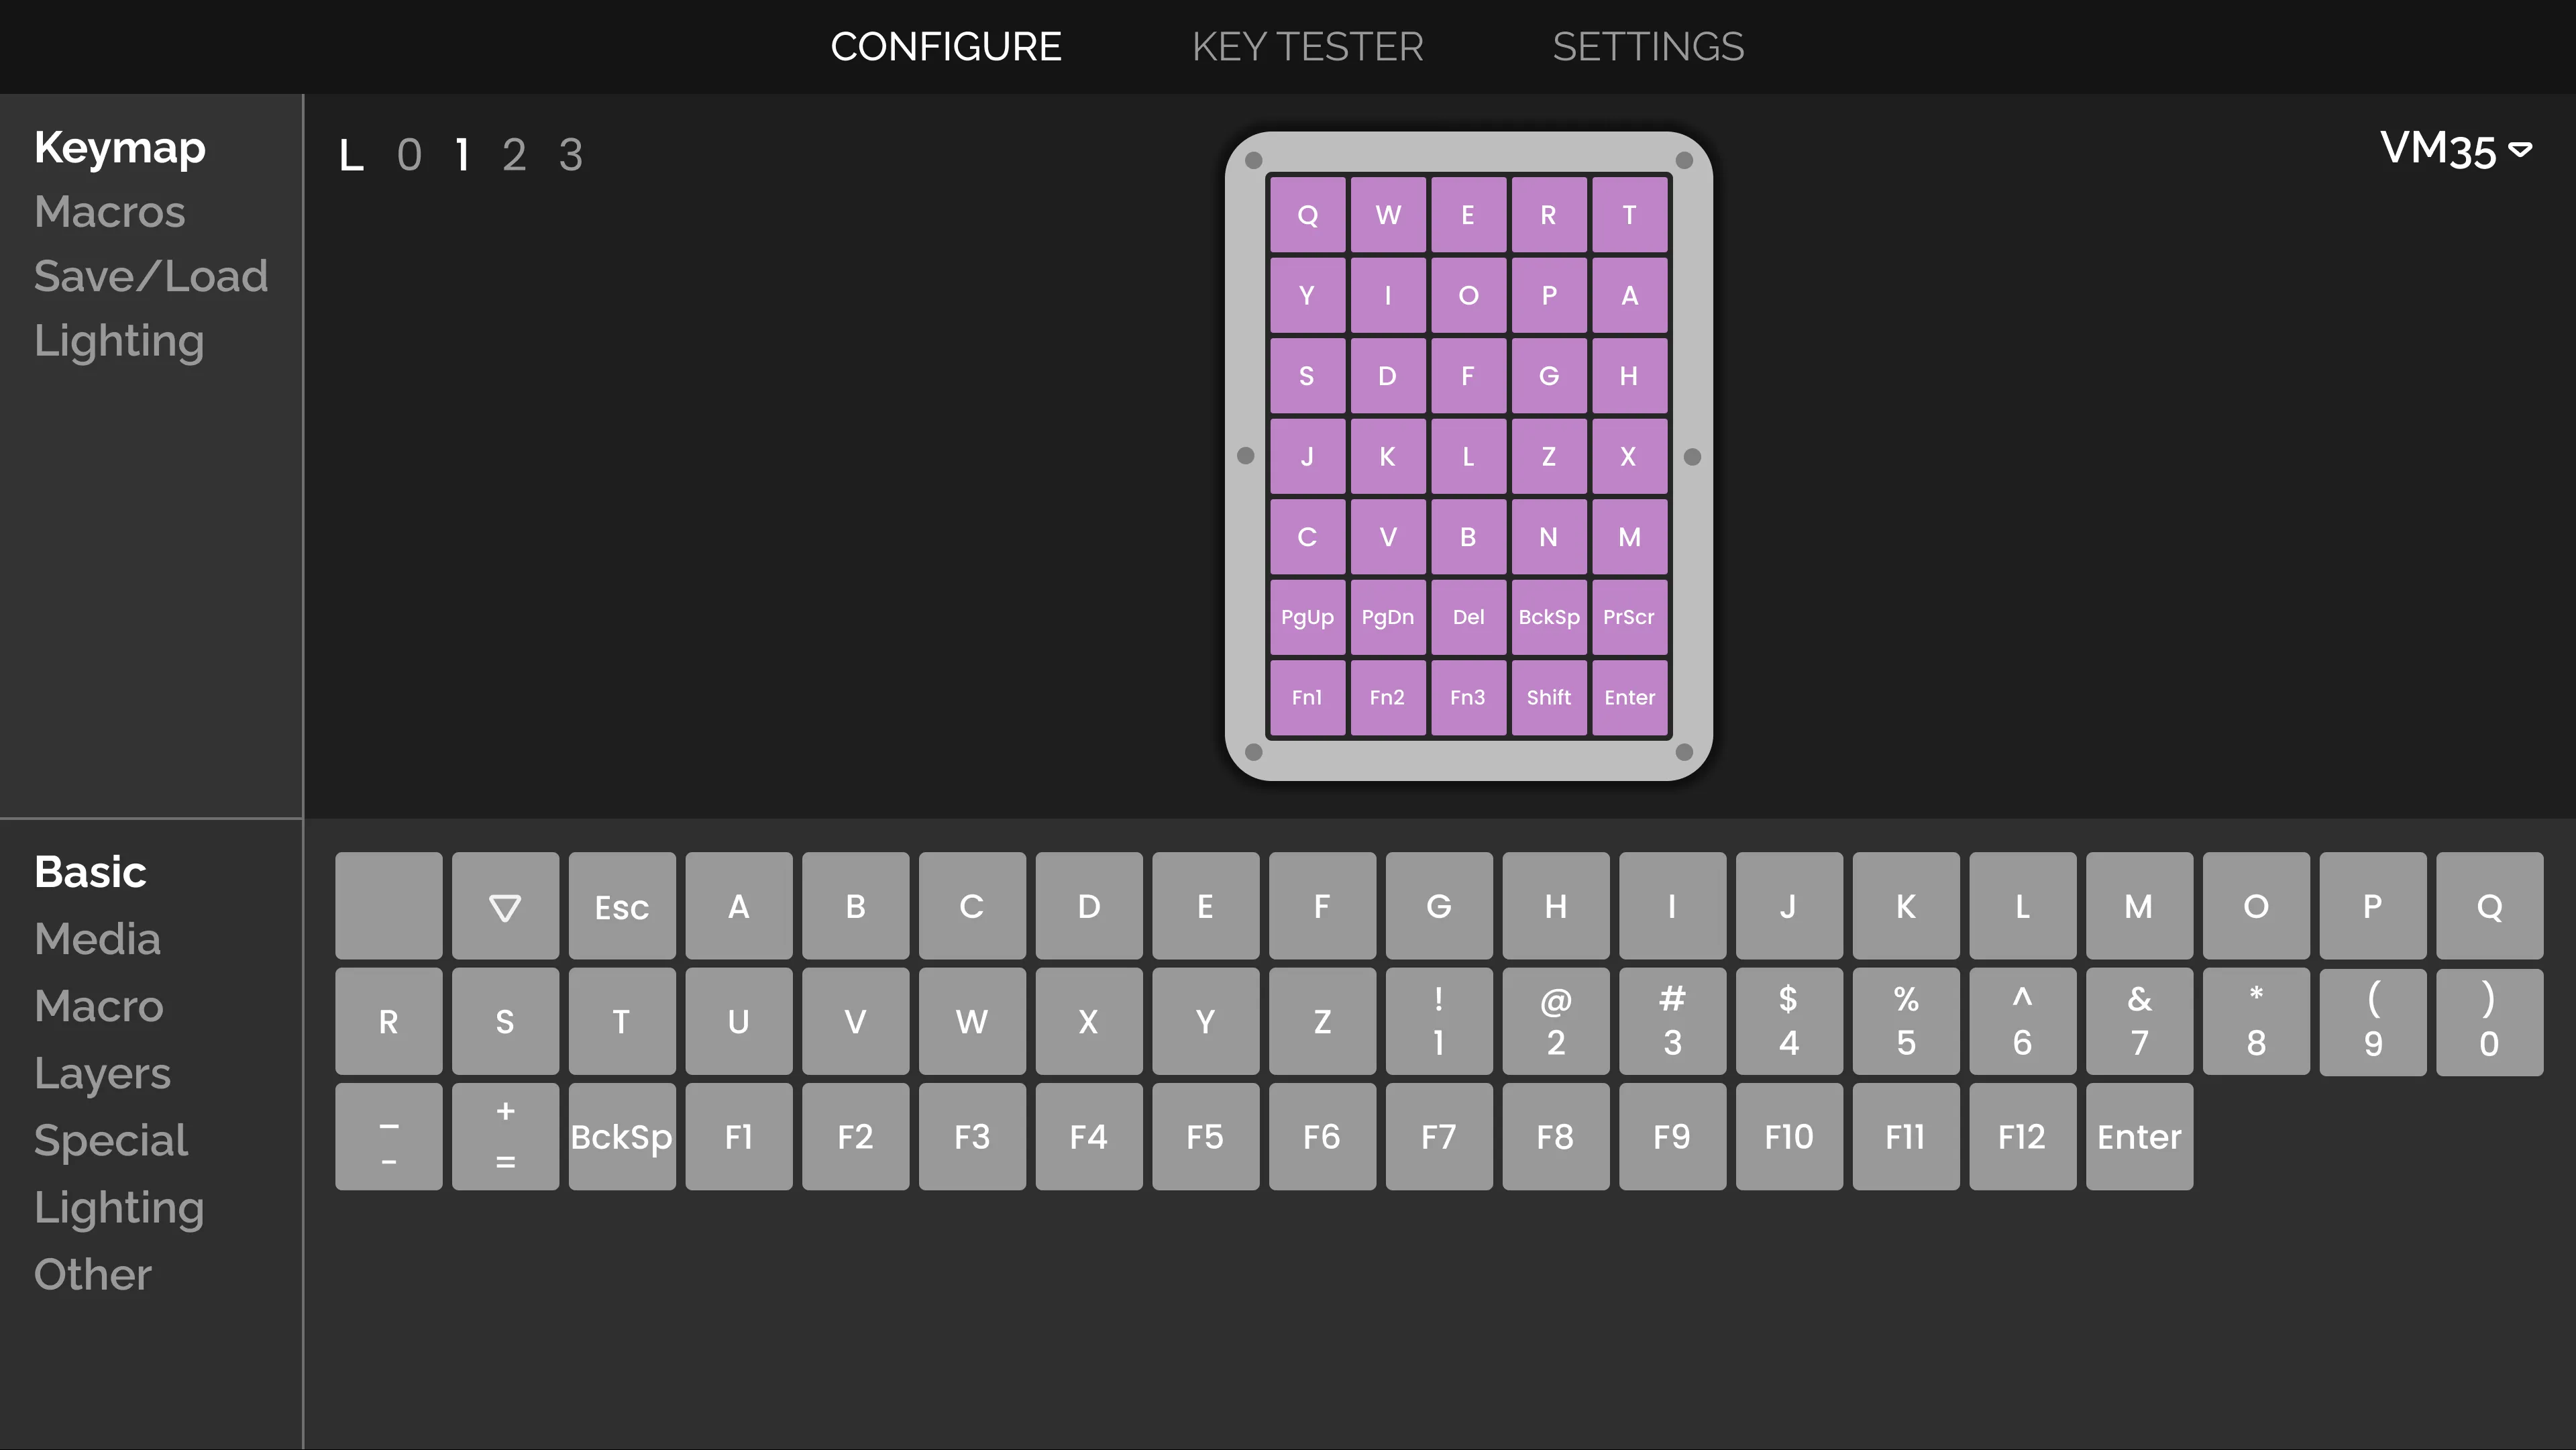 CONFIGURE KEY TESTER SETTINGS
Keymap
Macros
Save/Load
Lighting
L 0 1 2 3
VM35
Q W E R T
Y I O P A
S D F G H
J K L Z X
C V B N M
PgUp PgDn Del BckSp PrScr
Fn1 Fn2 Fn3 Shift Enter
Basic
Media
Macro
Layers
Special
Lighting
Other
Esc A B C D E F G H I J K L M O P Q
R S T U V W X Y Z ! 1 @ 2 # 3 $ 4 % 5 ^ 6 & 7 * 8 ( 9 ) 0
– - + = BckSp F1 F2 F3 F4 F5 F6 F7 F8 F9 F10 F11 F12 Enter